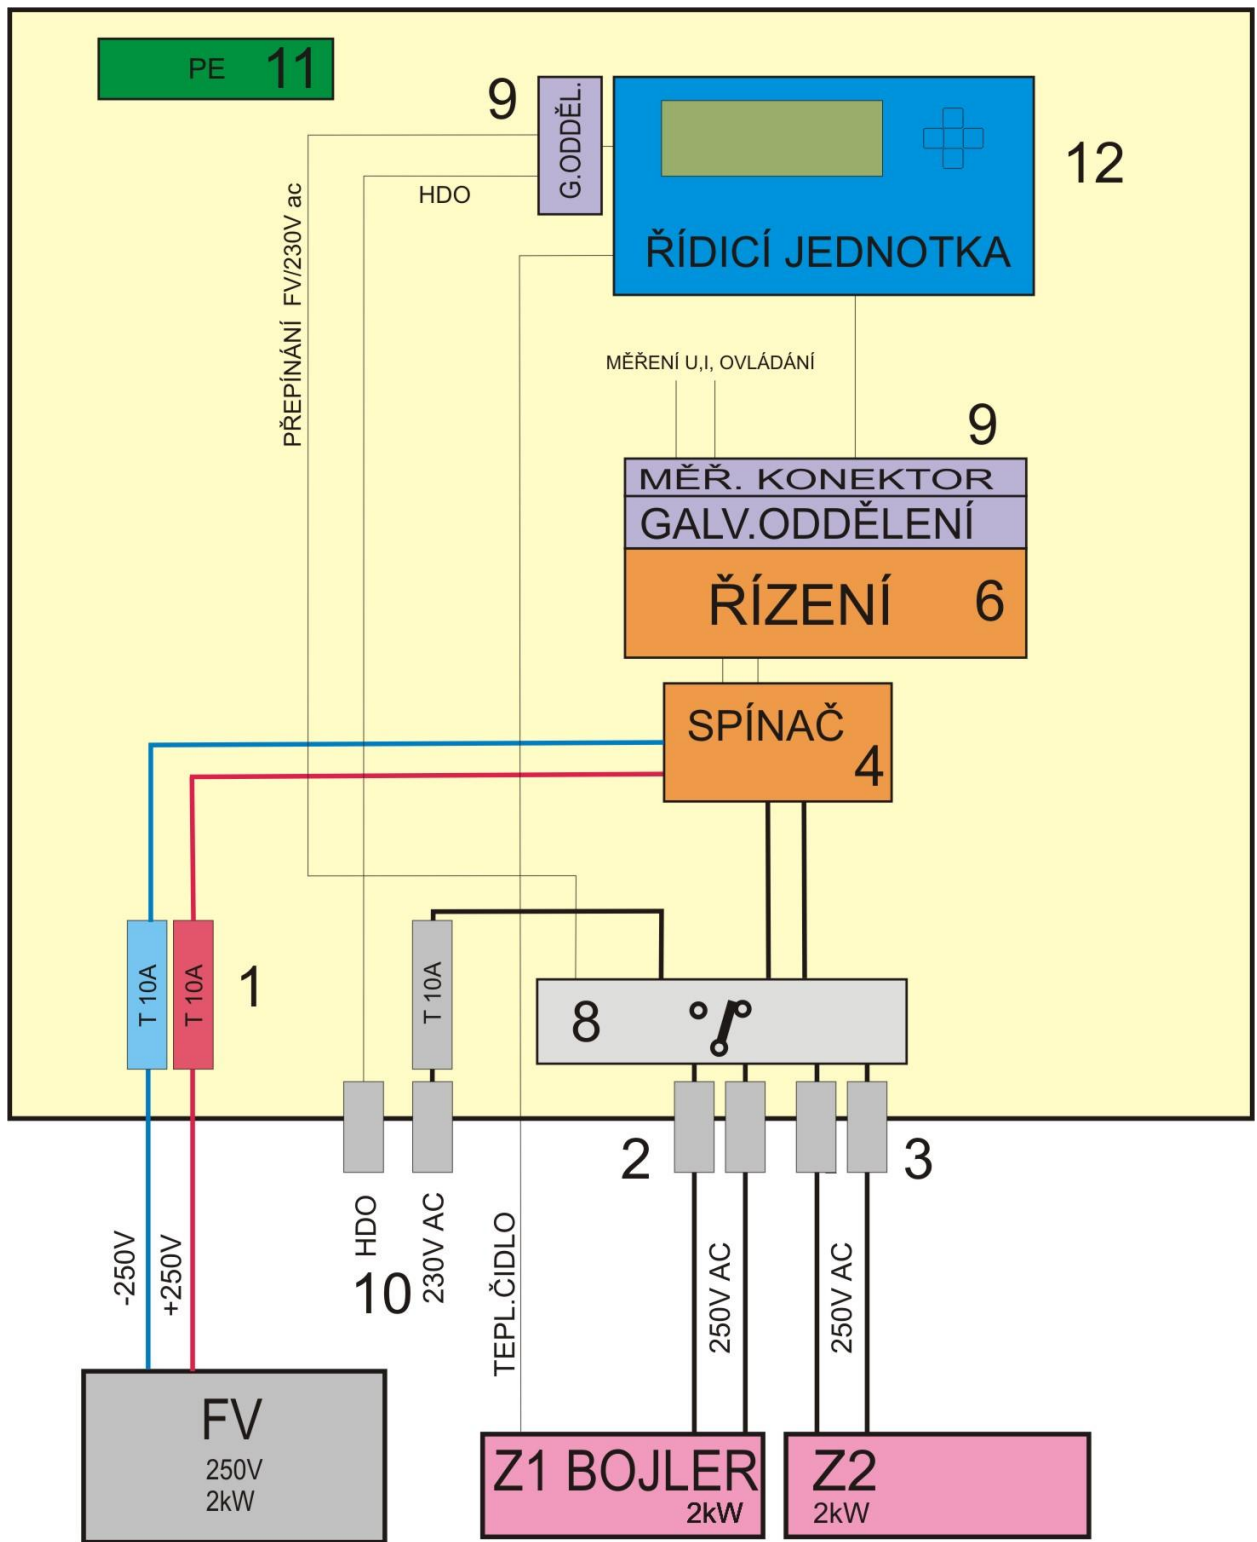 PE 11
9
G.ODDĚL.
12
HDO
PŘEPÍNÁNÍ FV/230V ac
ŘÍDICÍ JEDNOTKA
MĚŘENÍ U,I, OVLÁDÁNÍ
9
MĚŘ. KONEKTOR
GALV.ODDĚLENÍ
ŘÍZENÍ 6
SPÍNAČ
4
T 10A
T 10A
1
T 10A
8
2
3
-250V
+250V
HDO
10
230V AC
TEPL.ČIDLO
250V AC
250V AC
FV
250V
2kW
Z1 BOJLER
2kW
Z2
2kW